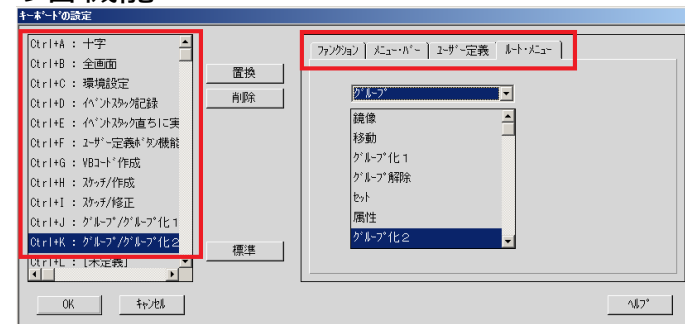 キーボードの設定
Ctrl+A : 十字
Ctrl+B : 全画面
Ctrl+C : 環境設定
Ctrl+D : イベントスタック記録
Ctrl+E : イベントスタック直ちに実
Ctrl+F : ユーザー定義ボタン機能
Ctrl+G : VBコード作成
Ctrl+H : スケッチ/作成
Ctrl+I : スケッチ/修正
Ctrl+J : グループ/グループ化1
Ctrl+K : グループ/グループ化2
Ctrl+L : [未定義]
置換
削除
標準
ファンクション メニュー・バー ユーザー定義 ルート・メニュー
グループ
鏡像
移動
グループ化1
グループ解除
セット
属性
グループ化2
OK キャンセル ヘルプ